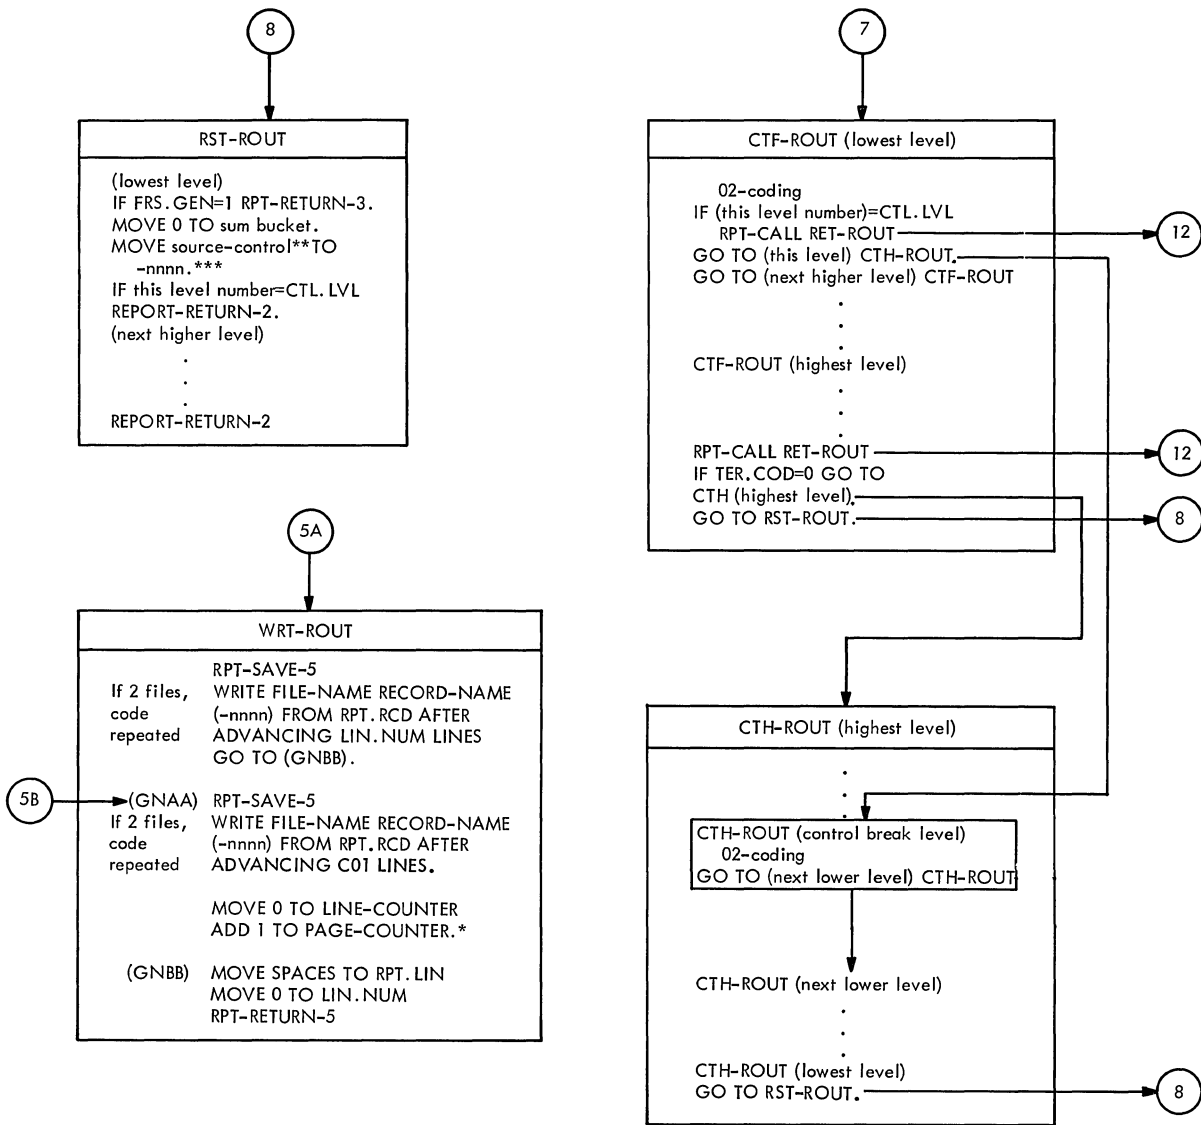 8
RST-ROUT
(lowest level)
IF FRS.GEN=1 RPT-RETURN-3.
MOVE 0 TO sum bucket.
MOVE source-control**TO
-nnnn.***
IF this level number=CTL.LVL
REPORT-RETURN-2.
(next higher level)
.
.
.
REPORT-RETURN-2
7
CTF-ROUT (lowest level)
02-coding
IF (this level number)=CTL.LVL
RPT-CALL RET-ROUT
12
GO TO (this level) CTH-ROUT.
GO TO (next higher level) CTF-ROUT
.
.
.
CTF-ROUT (highest level)
.
.
.
RPT-CALL RET-ROUT
12
IF TER.COD=0 GO TO
CTH (highest level).
GO TO RST-ROUT.
8
5A
WRT-ROUT
RPT-SAVE-5
If 2 files, WRITE FILE-NAME RECORD-NAME
code (-nnnn) FROM RPT.RCD AFTER
repeated ADVANCING LIN.NUM LINES
GO TO (GNBB).
5B
(GNAA) RPT-SAVE-5
If 2 files, WRITE FILE-NAME RECORD-NAME
code (-nnnn) FROM RPT.RCD AFTER
repeated ADVANCING C01 LINES.
MOVE 0 TO LINE-COUNTER
ADD 1 TO PAGE-COUNTER.*
(GNBB) MOVE SPACES TO RPT.LIN
MOVE 0 TO LIN.NUM
RPT-RETURN-5
CTH-ROUT (highest level)
.
.
.
CTH-ROUT (control break level)
02-coding
GO TO (next lower level) CTH-ROUT
CTH-ROUT (next lower level)
.
.
.
CTH-ROUT (lowest level)
GO TO RST-ROUT.
8